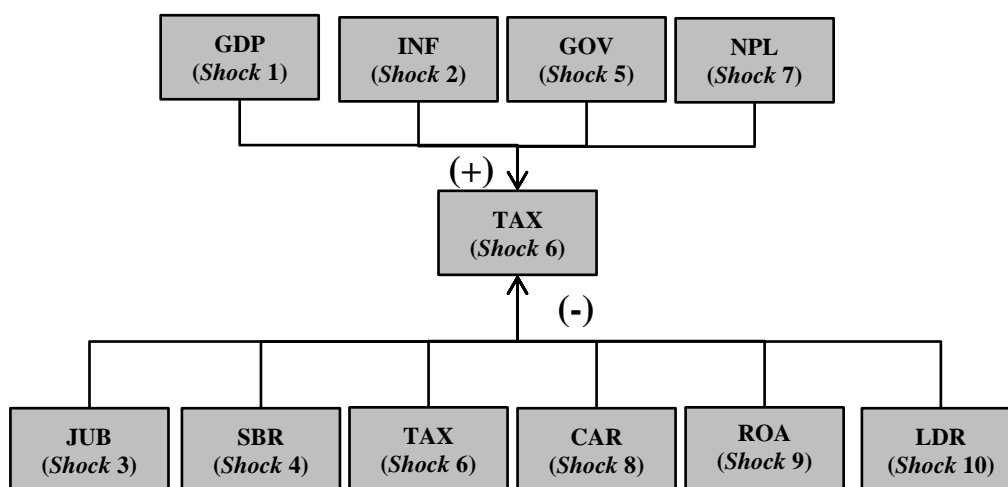 GDP
(Shock 1)
INF
(Shock 2)
GOV
(Shock 5)
NPL
(Shock 7)
(+)
TAX
(Shock 6)
(-)
JUB
(Shock 3)
SBR
(Shock 4)
TAX
(Shock 6)
CAR
(Shock 8)
ROA
(Shock 9)
LDR
(Shock 10)